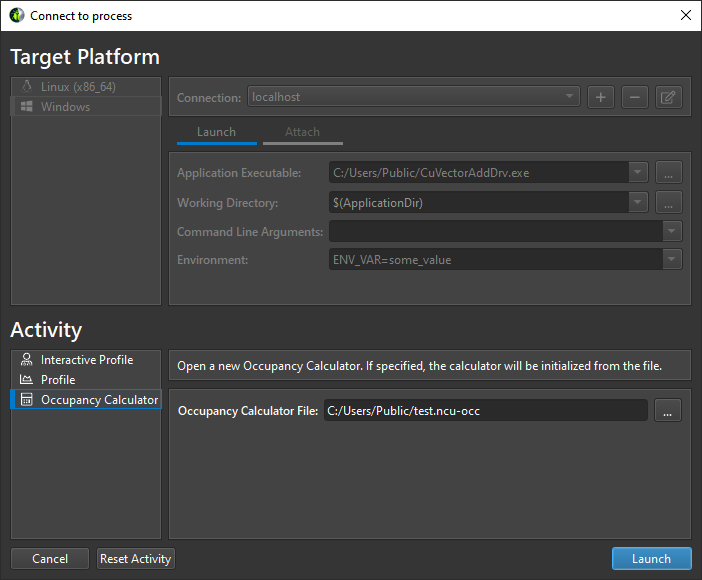 Connect to process
Target Platform
Linux (x86_64)
Windows
Connection: localhost
Launch Attach
Application Executable: C:/Users/Public/CuVectorAddDrv.exe ...
Working Directory: $(ApplicationDir) ...
Command Line Arguments:
Environment: ENV_VAR=some_value
Activity
Interactive Profile
Profile
Occupancy Calculator
Open a new Occupancy Calculator. If specified, the calculator will be initialized from the file.
Occupancy Calculator File: C:/Users/Public/test.ncu-occ ...
Cancel Reset Activity Launch